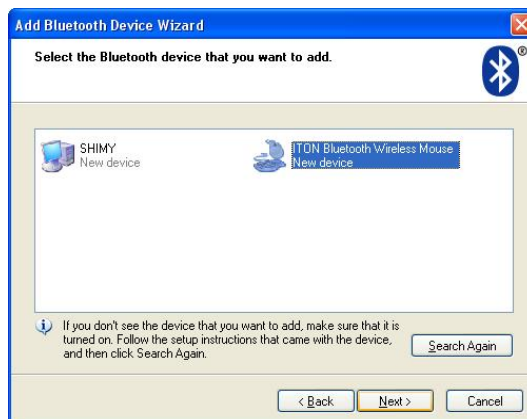 Add Bluetooth Device Wizard
Select the Bluetooth device that you want to add.
®
SHIMY
New device
ITON Bluetooth Wireless Mouse
New device
If you don't see the device that you want to add, make sure that it is
turned on. Follow the setup instructions that came with the device,
and then click Search Again.
Search Again
< Back
Next >
Cancel